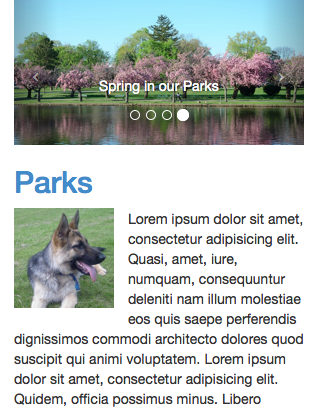 Spring in our Parks
Parks
Lorem ipsum dolor sit amet,
consectetur adipisicing elit.
Quasi, amet, iure,
numquam, consequuntur
deleniti nam illum molestiae
eos quis saepe perferendis
dignissimos commodi architecto dolores quod
suscipit qui animi voluptatem. Lorem ipsum
dolor sit amet, consectetur adipisicing elit.
Quidem, officia possimus minus. Libero